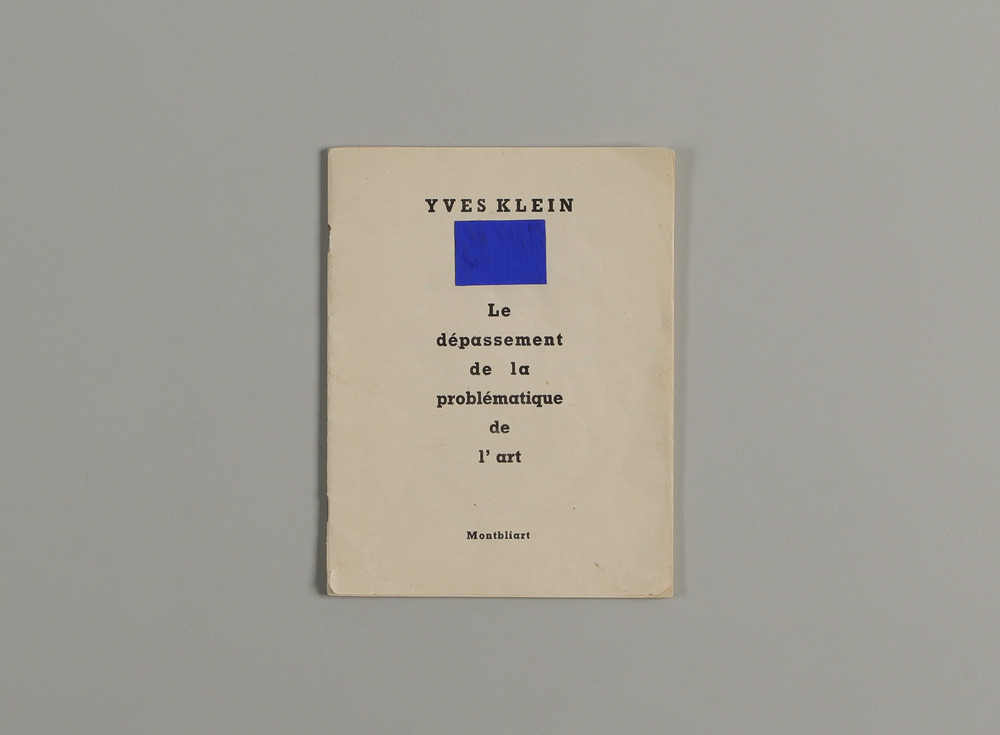 YVES KLEIN
Le
dépassement
de la
problématique
de
l' art
Montbliart